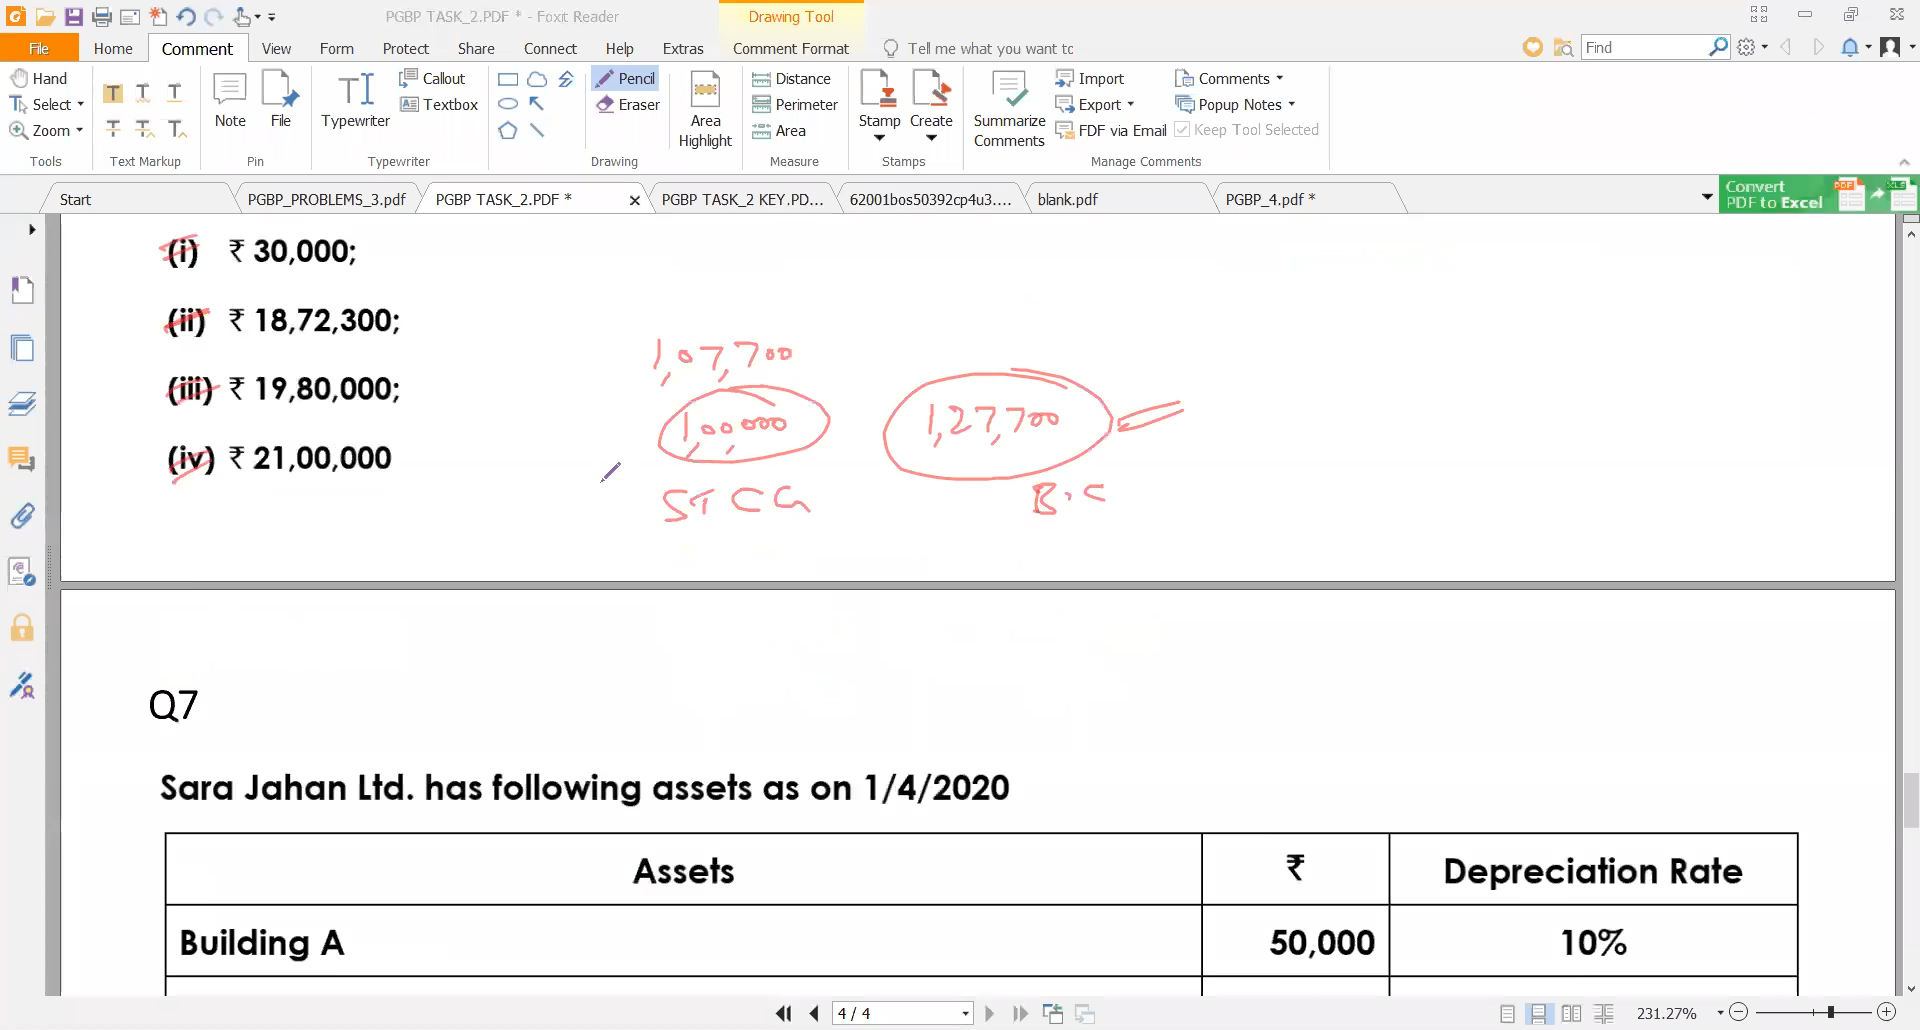 PGBP TASK_2.PDF * - Foxit Reader
Drawing Tool
File Home Comment View Form Protect Share Connect Help Extras Comment Format Tell me what you want to Find
Hand
Select
Zoom
Tools
T T T
T T T
Text Markup
Note File
Pin
Typewriter
Callout
Textbox
Typewriter
Pencil
Eraser
Drawing
Area Highlight
Distance
Perimeter
Area
Measure
Stamp Create
Stamps
Summarize Comments
Import
Export
FDF via Email
Comments
Popup Notes
Keep Tool Selected
Manage Comments
Start PGBP_PROBLEMS_3.pdf PGBP TASK_2.PDF * PGBP TASK_2 KEY.PD... 62001bos50392cp4u3.... blank.pdf PGBP_4.pdf *
Convert
PDF to Excel
(i) ₹ 30,000;
(ii) ₹ 18,72,300;
(iii) ₹ 19,80,000;
(iv) ₹ 21,00,000
1,07,700
1,00,000 1,27,700
STCG B.C
Q7
Sara Jahan Ltd. has following assets as on 1/4/2020
Assets ₹ Depreciation Rate
Building A 50,000 10%
4 / 4 231.27%